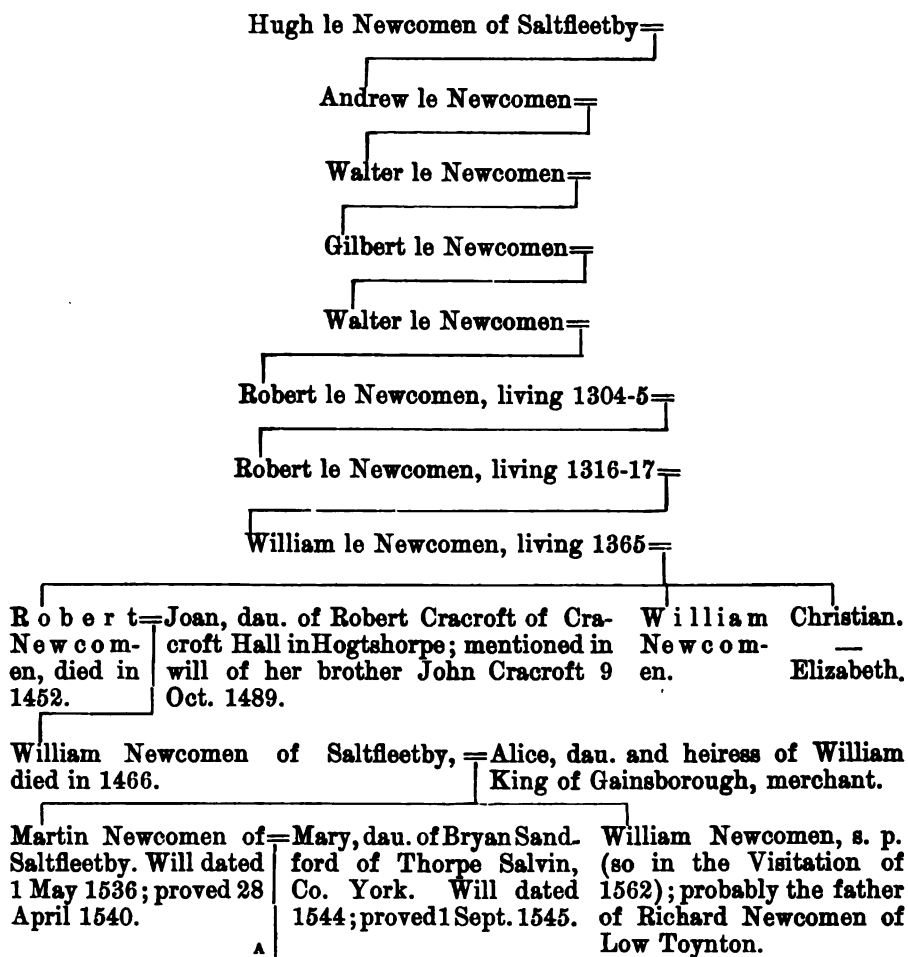 Hugh le Newcomen of Saltfleetby=
Andrew le Newcomen=
Walter le Newcomen=
Gilbert le Newcomen=
Walter le Newcomen=
Robert le Newcomen, living 1304-5=
Robert le Newcomen, living 1316-17=
William le Newcomen, living 1365=
Robert=
Newcom-
en, died in
1452.
Joan, dau. of Robert Cracroft of Cra-
croft Hall in Hogtshorpe; mentioned in
will of her brother John Cracroft 9
Oct. 1489.
William
Newcom-
en.
Christian.
—
Elizabeth.
William Newcomen of Saltfleetby,=
died in 1466.
Alice, dau. and heiress of William
King of Gainsborough, merchant.
Martin Newcomen of=
Saltfleetby. Will dated
1 May 1536; proved 28
April 1540.
Mary, dau. of Bryan Sand-
ford of Thorpe Salvin,
Co. York. Will dated
1544; proved 1 Sept. 1545.
William Newcomen, s. p.
(so in the Visitation of
1562); probably the father
of Richard Newcomen of
Low Toynton.
A